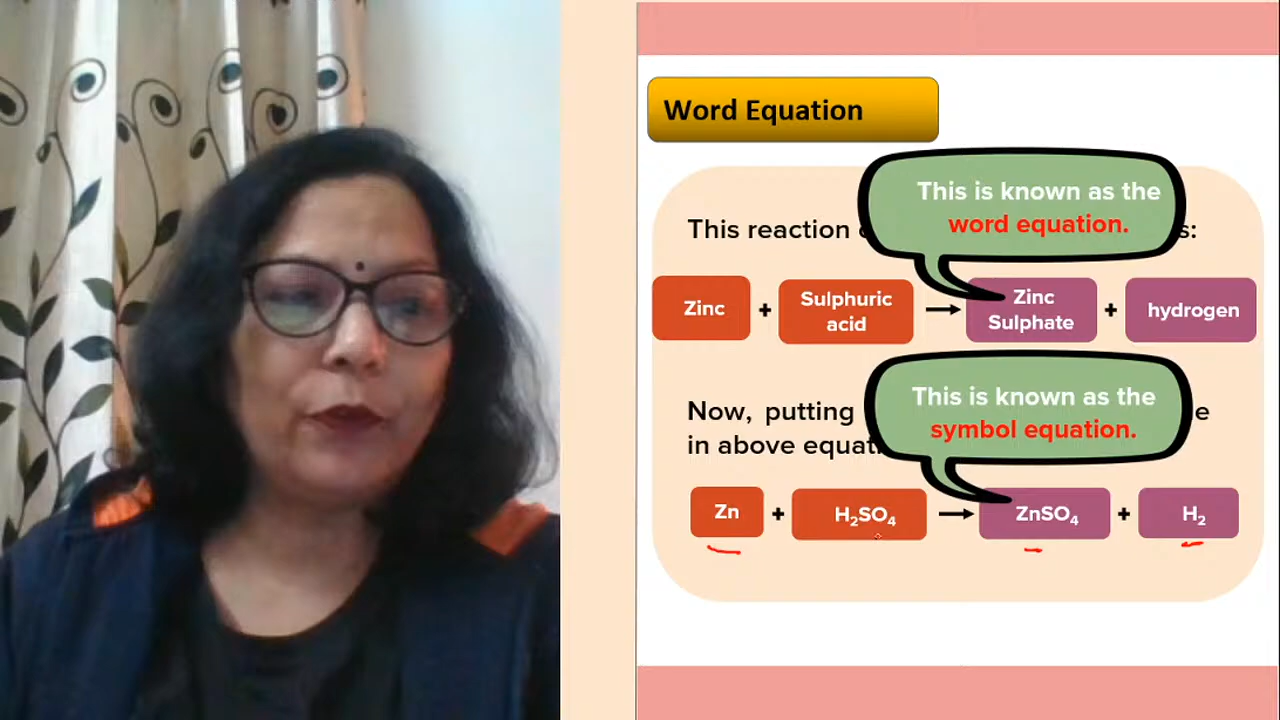 Word Equation
This is known as the
word equation.
This reaction
s:
Zinc + Sulphuric acid → Zinc Sulphate + hydrogen
This is known as the
symbol equation.
Now, putting
e
in above
Zn + H₂SO₄ → ZnSO₄ + H₂